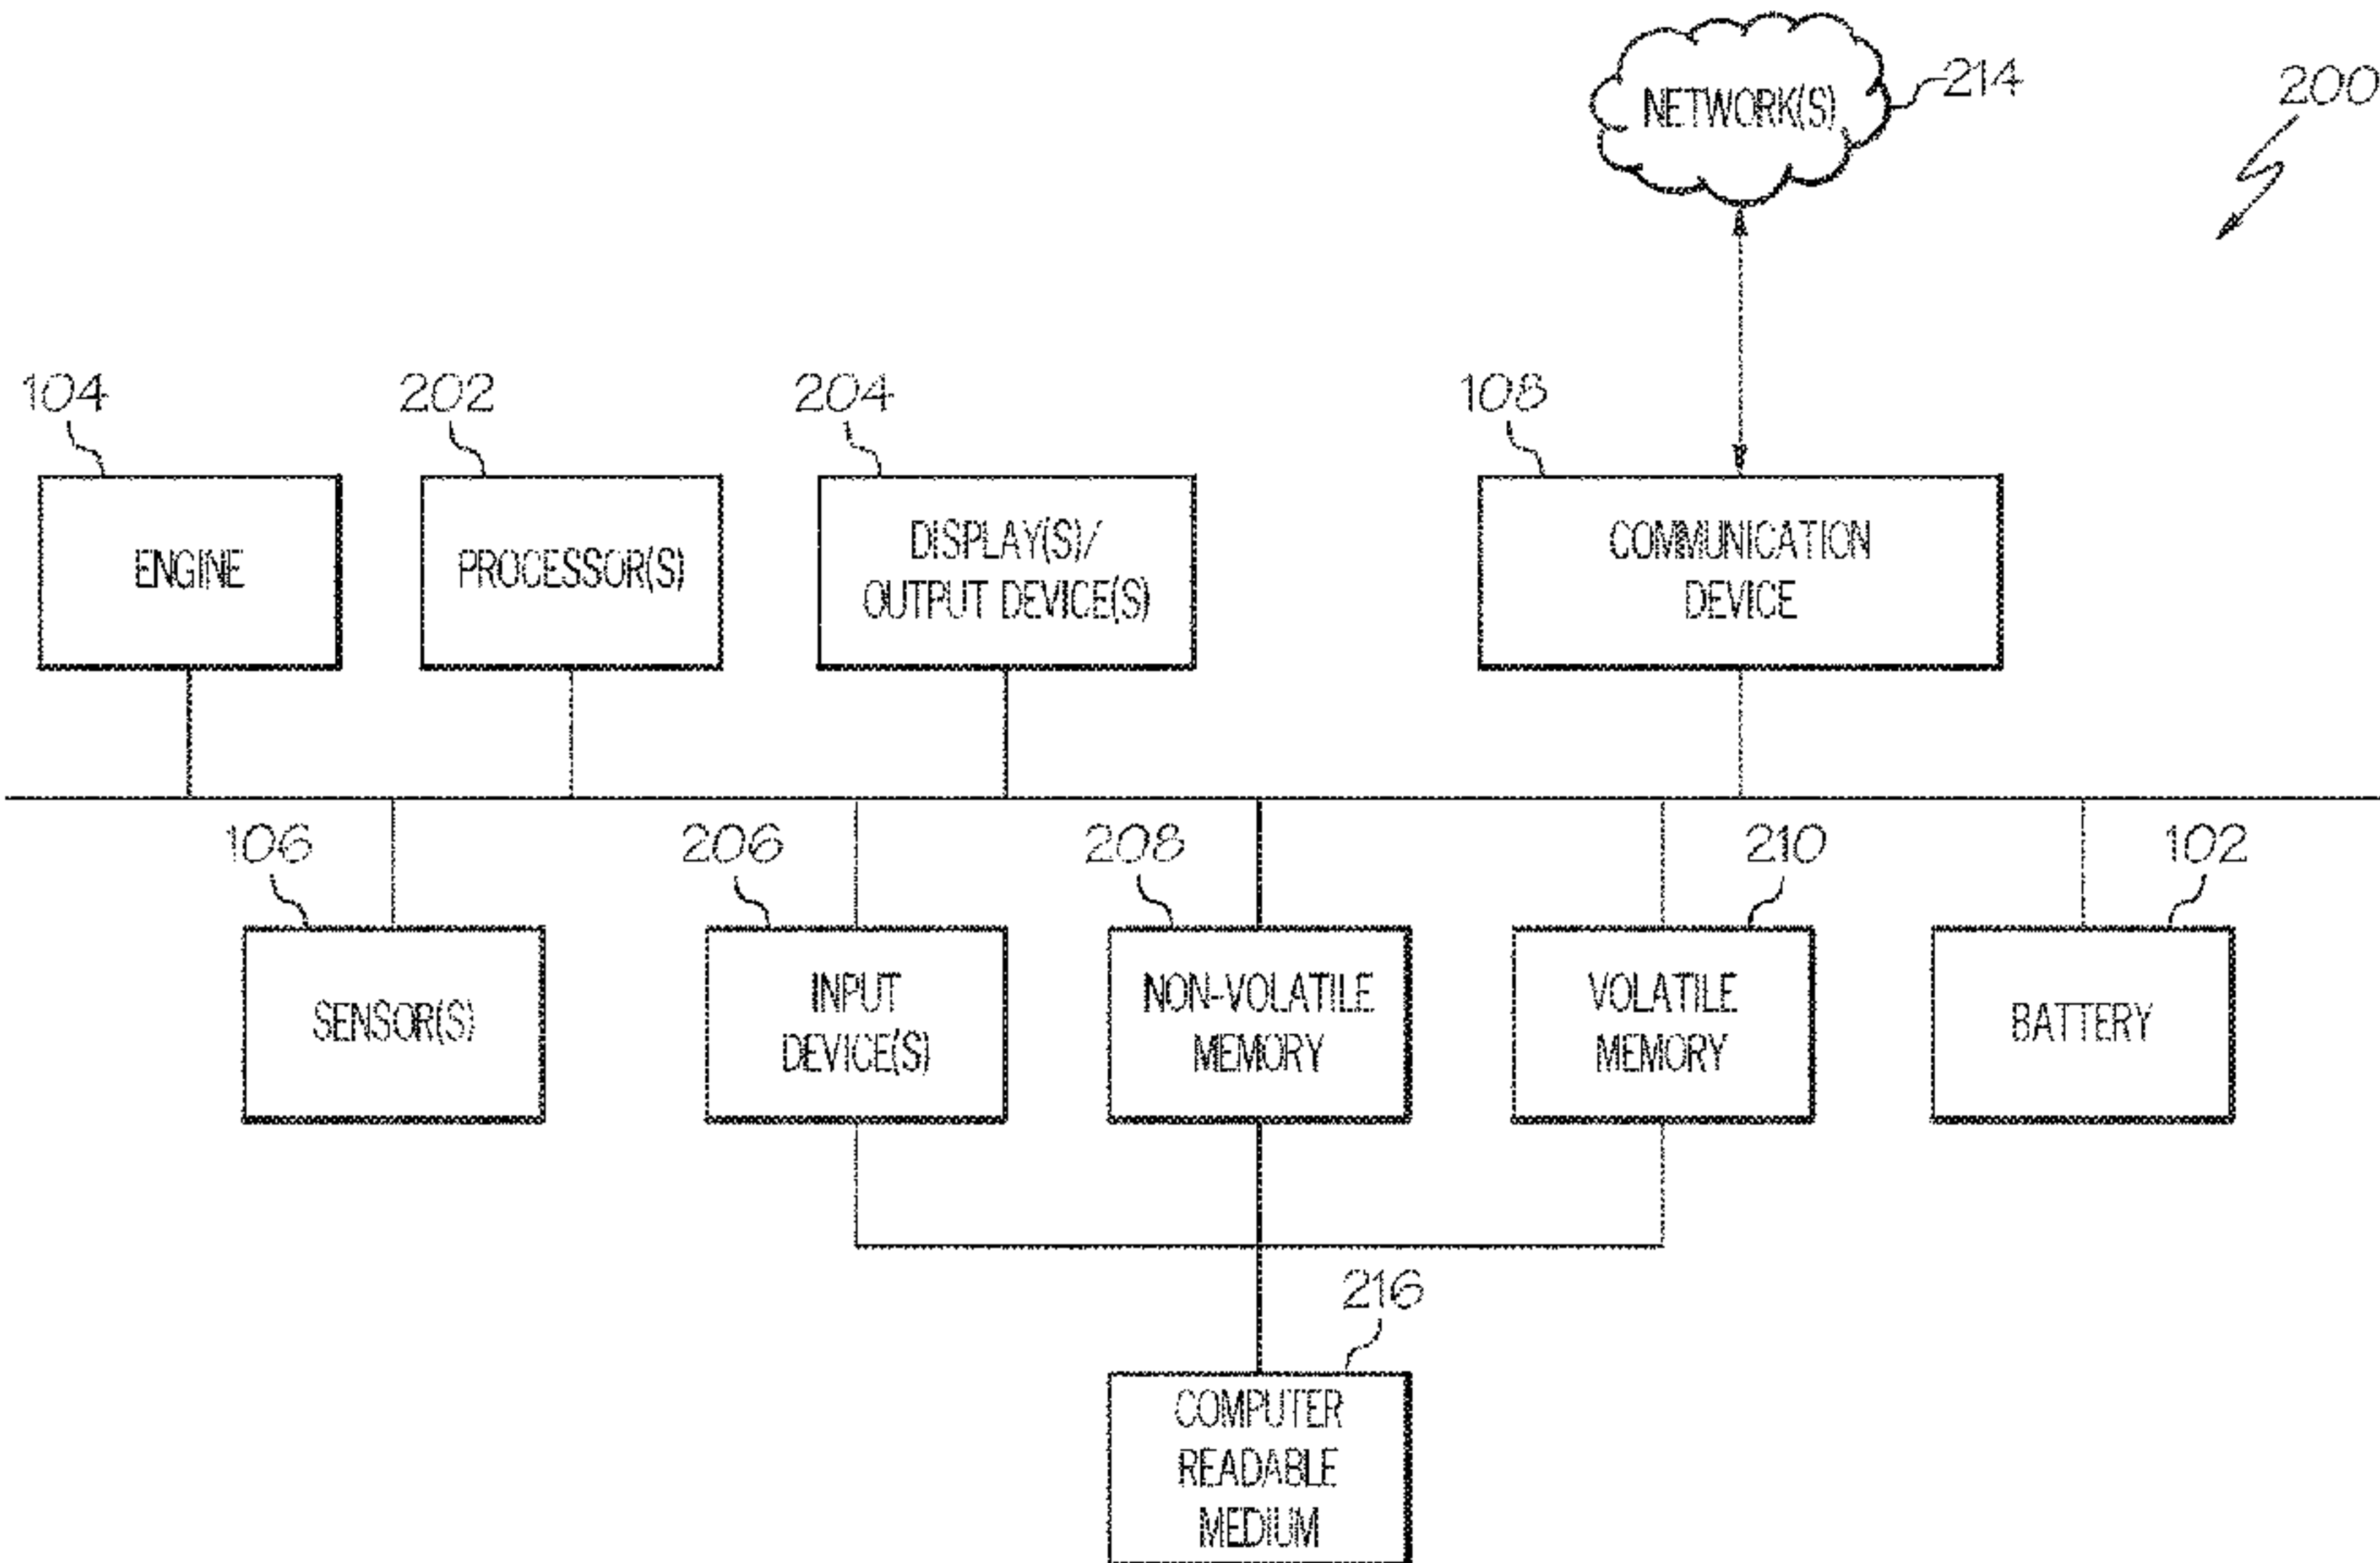 NETWORK(S)
214
200
104
202
204
108
ENGINE
PROCESSOR(S)
DISPLAY(S)/
OUTPUT DEVICE(S)
COMMUNICATION
DEVICE
106
206
208
210
102
SENSOR(S)
INPUT
DEVICE(S)
NON-VOLATILE
MEMORY
VOLATILE
MEMORY
BATTERY
216
COMPUTER
READABLE
MEDIUM